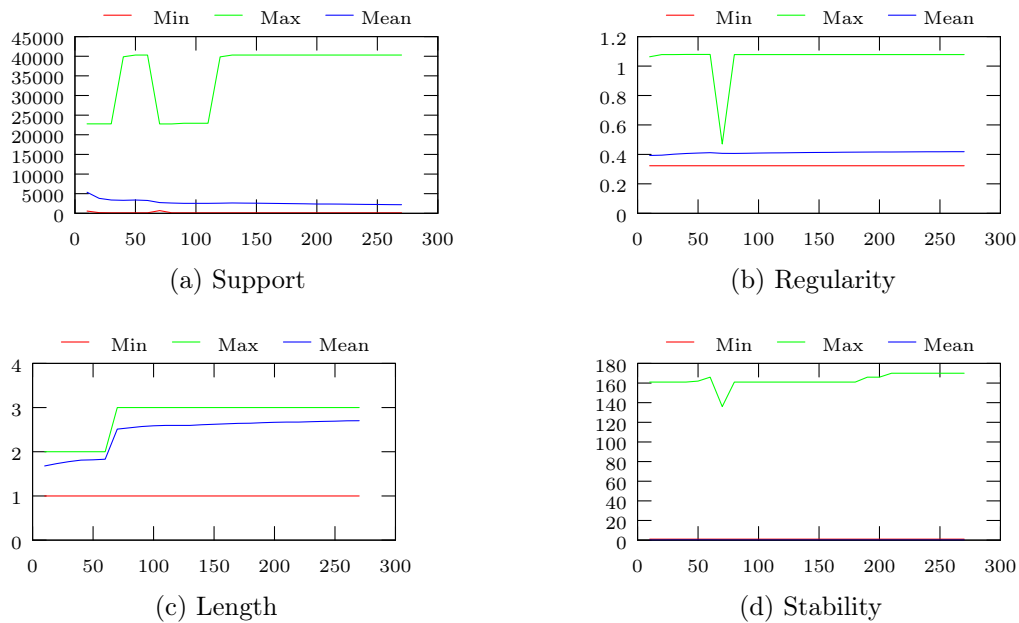 Min Max Mean
45000
40000
35000
30000
25000
20000
15000
10000
5000
0
0 50 100 150 200 250 300
(a) Support
Min Max Mean
1.2
1
0.8
0.6
0.4
0.2
0
0 50 100 150 200 250 300
(b) Regularity
Min Max Mean
4
3
2
1
0
0 50 100 150 200 250 300
(c) Length
Min Max Mean
180
160
140
120
100
80
60
40
20
0
0 50 100 150 200 250 300
(d) Stability